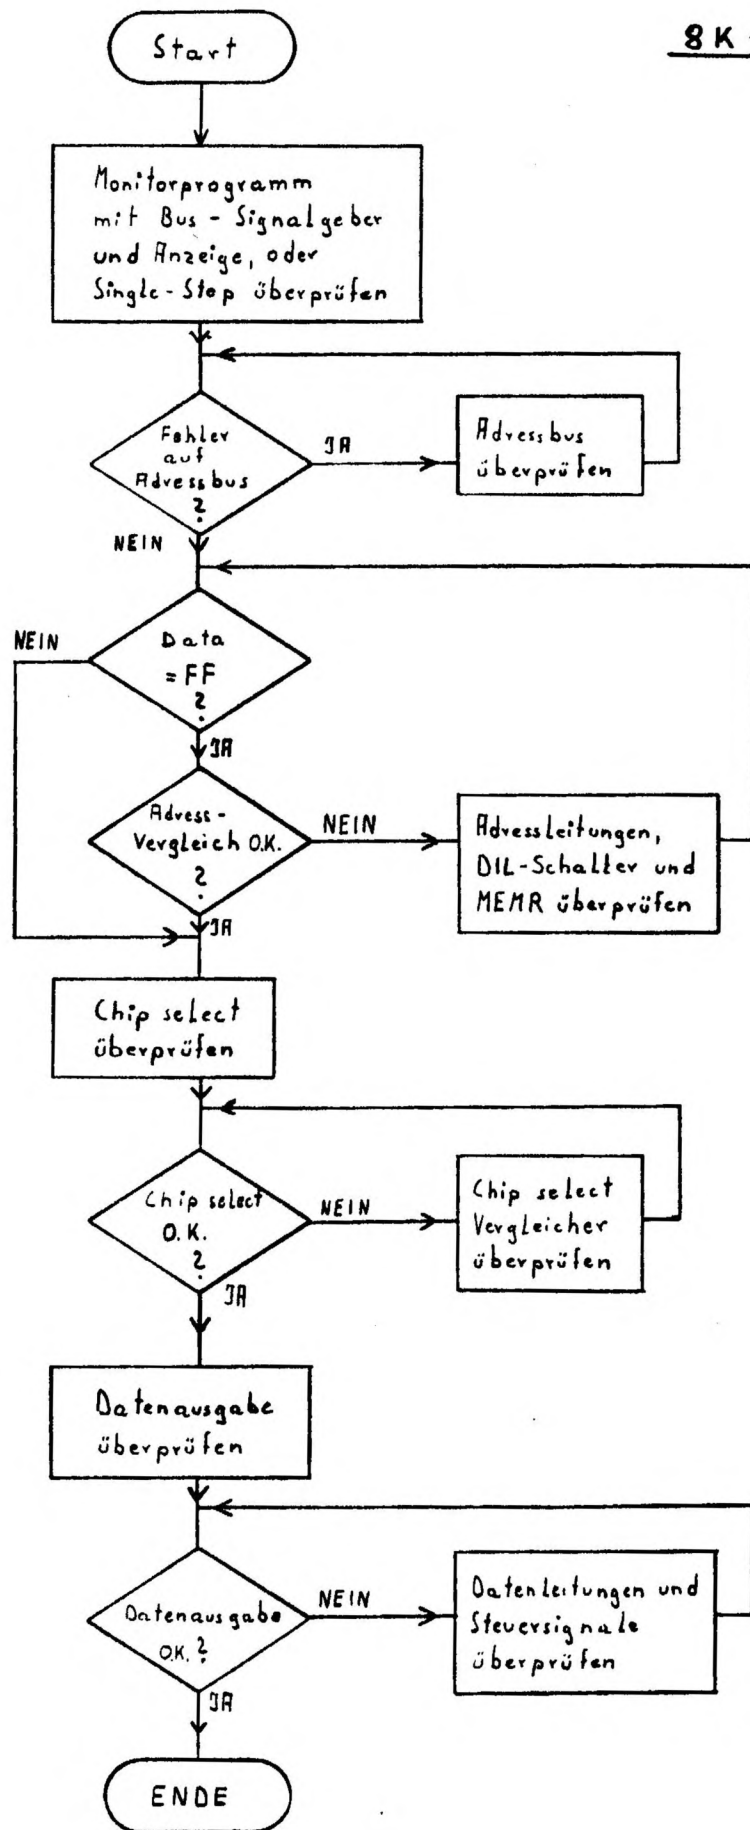 Start
8K
Monitorprogramm
mit Bus - Signalgeber
und Anzeige, oder
Single-Step überprüfen
Fehler
auf
Adressbus
?
JA
Adressbus
überprüfen
NEIN
NEIN
Data
=FF
?
JA
Adress-
Vergleich O.K.
?
NEIN
Adressleitungen,
DIL-Schalter und
MEMR überprüfen
JA
Chip select
überprüfen
Chip select
O.K.
?
NEIN
Chip select
Vergleicher
überprüfen
JA
Datenausgabe
überprüfen
Datenausgabe
O.K. ?
NEIN
Datenleitungen und
Steuersignale
überprüfen
JA
ENDE